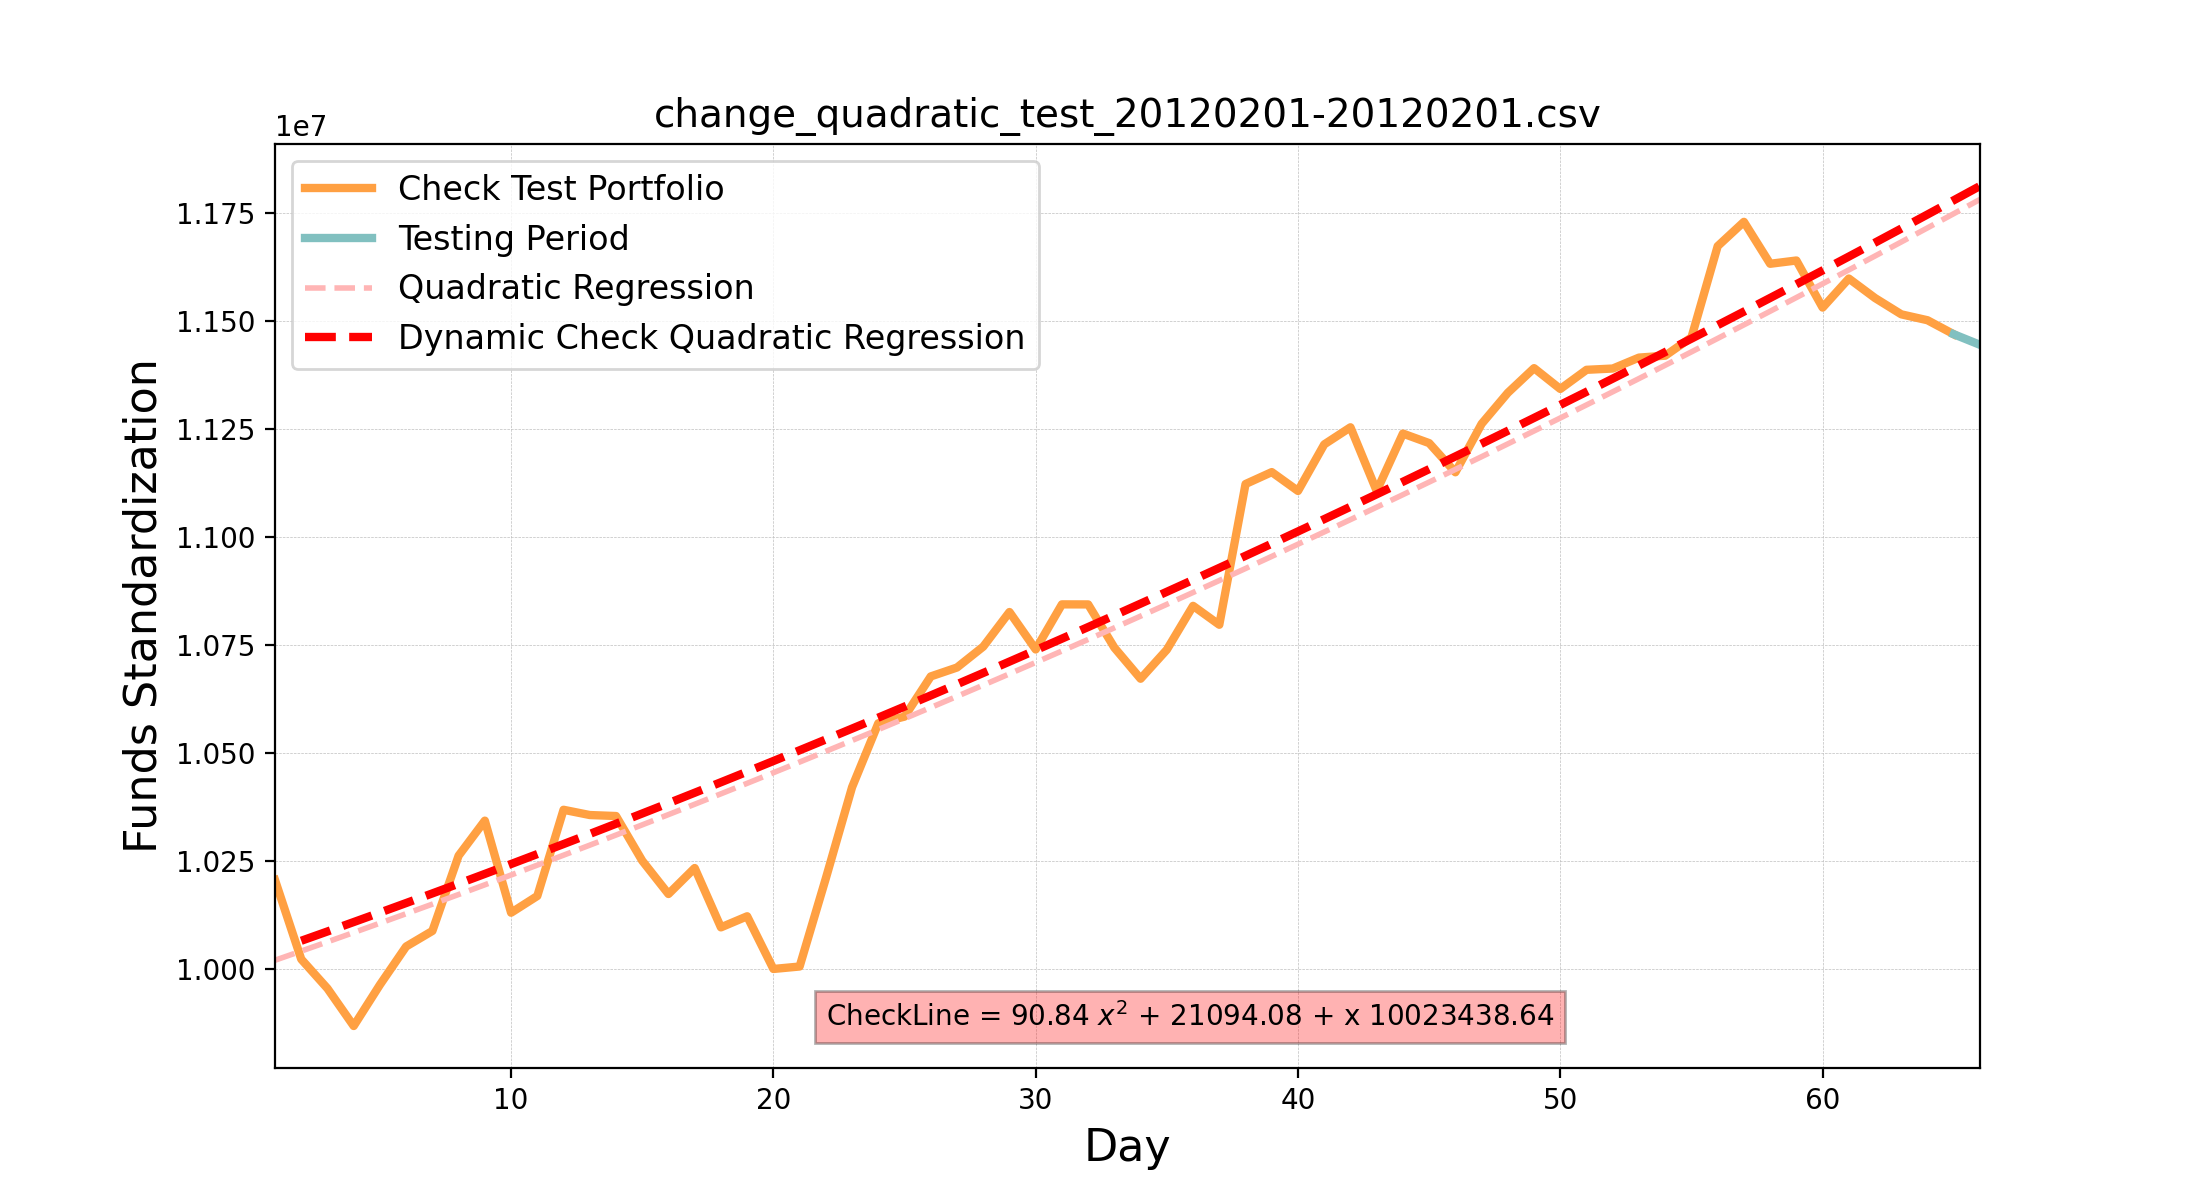 change_quadratic_test_20120201-20120201.csv
1e7
Check Test Portfolio
Testing Period
Quadratic Regression
Dynamic Check Quadratic Regression
Funds Standardization
1.175
1.150
1.125
1.100
1.075
1.050
1.025
1.000
CheckLine = 90.84 x² + 21094.08 + x 10023438.64
10 20 30 40 50 60
Day